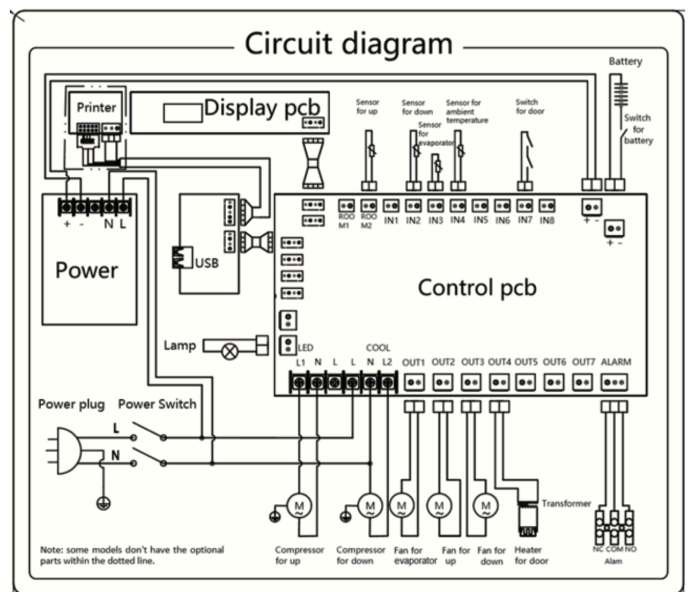 Circuit diagram
Battery
Printer
Display pcb
Sensor
for up
Sensor
for down
Sensor
for
evaporator
Sensor for
ambient
temperature
Switch
for door
Switch
for
battery
ROO
M1
ROO
M2
IN1
IN2
IN3
IN4
IN5
IN6
IN7
IN8
+ -
+ -
+ - N L
Power
USB
Control pcb
Lamp
LED
COOL
L1 N L L N L2
OUT1 OUT2 OUT3 OUT4 OUT5 OUT6 OUT7 ALARM
Power plug
Power Switch
L
N
M
~
M
~
M
~
M
~
M
~
Transformer
NC COM NO
Alam
Compressor
for up
Compressor
for down
Fan for
evaporator
Fan for
up
Fan for
down
Heater
for door
Note: some models don't have the optional
parts within the dotted line.